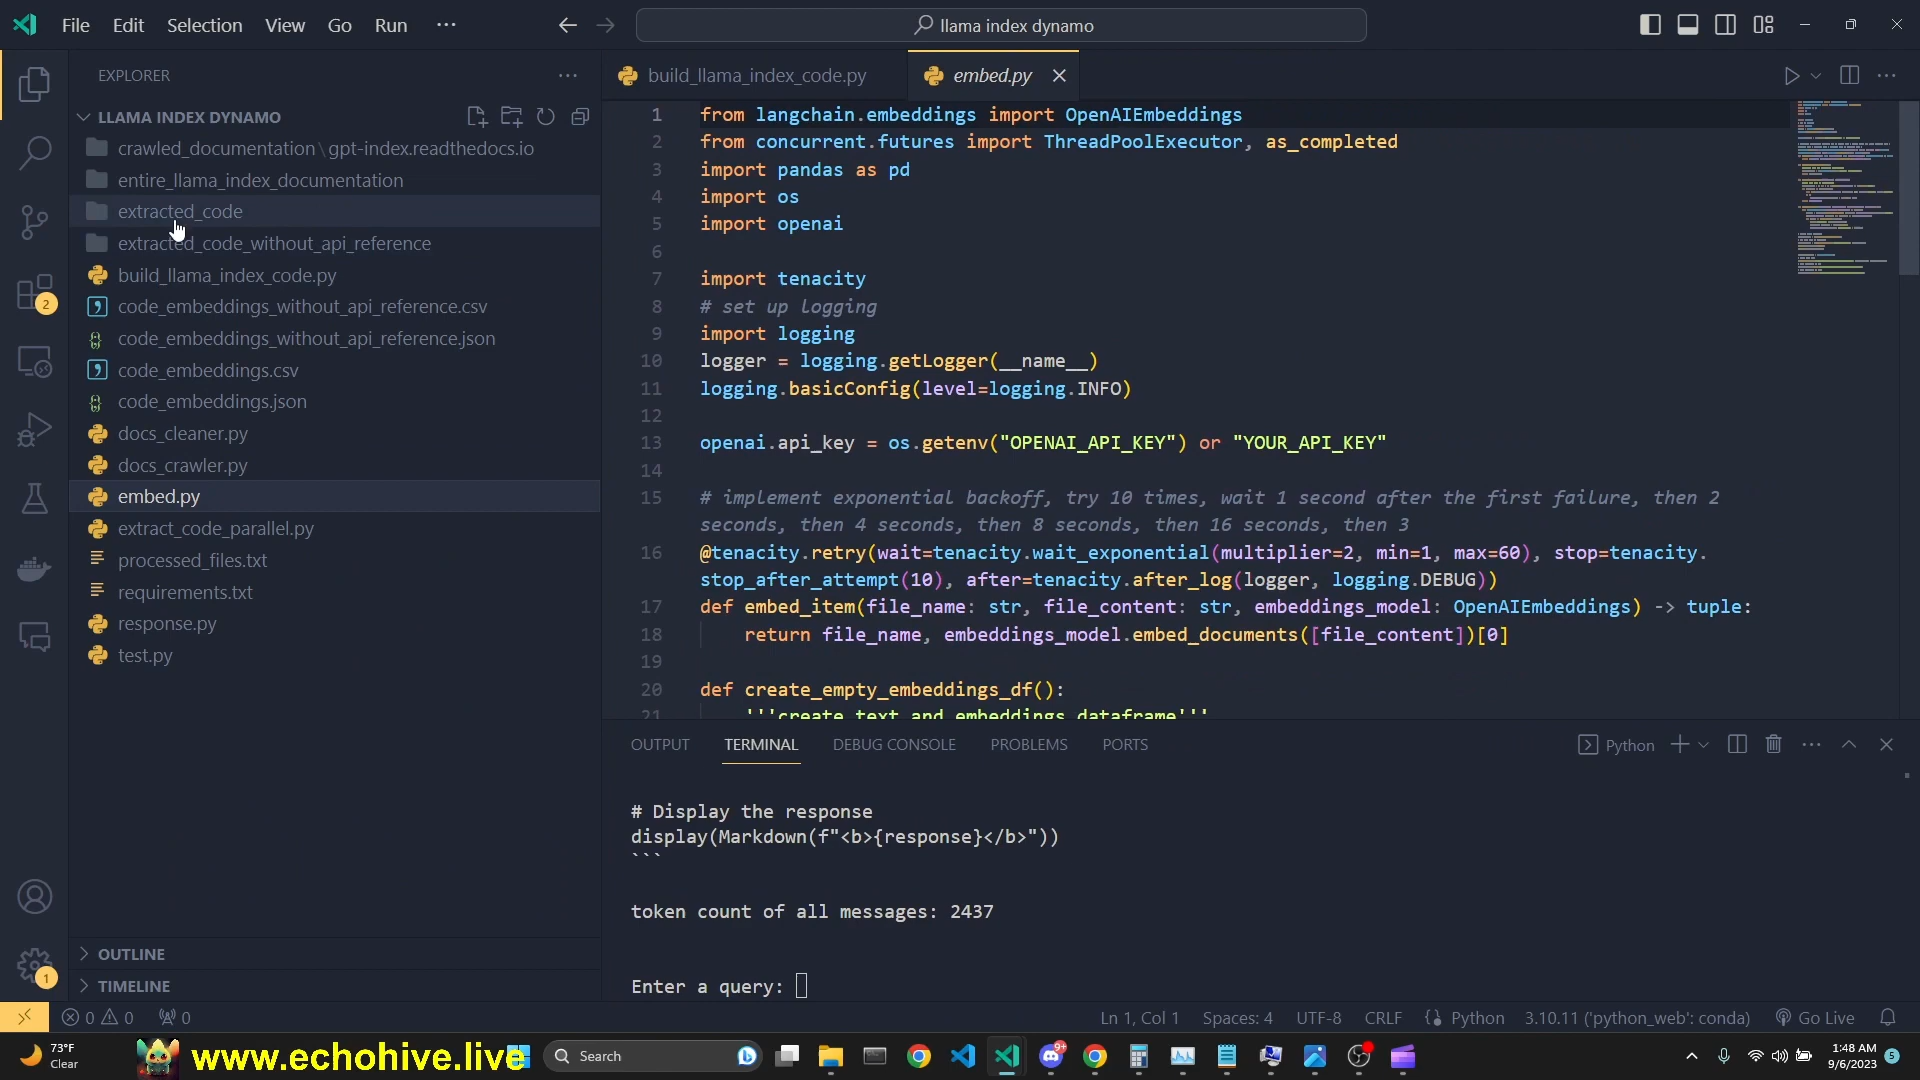 File Edit Selection View Go Run ···
llama index dynamo
EXPLORER
LLAMA INDEX DYNAMO
crawled_documentation\gpt-index.readthedocs.io
entire_llama_index_documentation
extracted_code
extracted_code_without_api_reference
build_llama_index_code.py
code_embeddings_without_api_reference.csv
code_embeddings_without_api_reference.json
code_embeddings.csv
code_embeddings.json
docs_cleaner.py
docs_crawler.py
embed.py
extract_code_parallel.py
processed_files.txt
requirements.txt
response.py
test.py
OUTLINE
TIMELINE
2
1
build_llama_index_code.py embed.py
1 from langchain.embeddings import OpenAIEmbeddings
2 from concurrent.futures import ThreadPoolExecutor, as_completed
3 import pandas as pd
4 import os
5 import openai
6
7 import tenacity
8 # set up logging
9 import logging
10 logger = logging.getLogger(__name__)
11 logging.basicConfig(level=logging.INFO)
12
13 openai.api_key = os.getenv("OPENAI_API_KEY") or "YOUR_API_KEY"
14
15 # implement exponential backoff, try 10 times, wait 1 second after the first failure, then 2
seconds, then 4 seconds, then 8 seconds, then 16 seconds, then 3
16 @tenacity.retry(wait=tenacity.wait_exponential(multiplier=2, min=1, max=60), stop=tenacity.
stop_after_attempt(10), after=tenacity.after_log(logger, logging.DEBUG))
17 def embed_item(file_name: str, file_content: str, embeddings_model: OpenAIEmbeddings) -> tuple:
18 return file_name, embeddings_model.embed_documents([file_content])[0]
19
20 def create_empty_embeddings_df():
21 '''create text and embeddings dataframe'''
OUTPUT TERMINAL DEBUG CONSOLE PROBLEMS PORTS
Python
# Display the response
display(Markdown(f"<b>{response}</b>"))
```
token count of all messages: 2437
Enter a query:
0 0 0
Ln 1, Col 1 Spaces: 4 UTF-8 CRLF Python 3.10.11 ('python_web': conda) Go Live
73°F
Clear
www.echohive.live
Search
9+
1:48 AM
9/6/2023
5